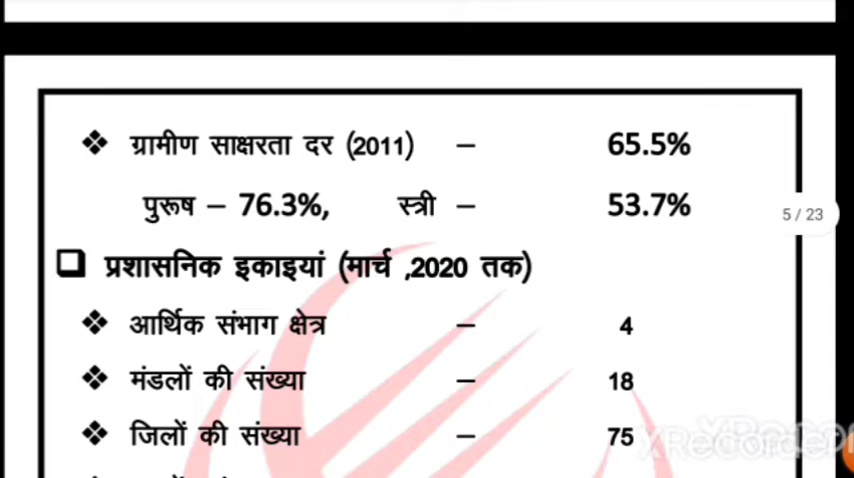 ❖ ग्रामीण साक्षरता दर (2011) – 65.5%
पुरूष – 76.3%, स्त्री – 53.7%
5 / 23
❑ प्रशासनिक इकाइयां (मार्च ,2020 तक)
❖ आर्थिक संभाग क्षेत्र – 4
❖ मंडलों की संख्या – 18
❖ जिलों की संख्या – 75
XRecorder